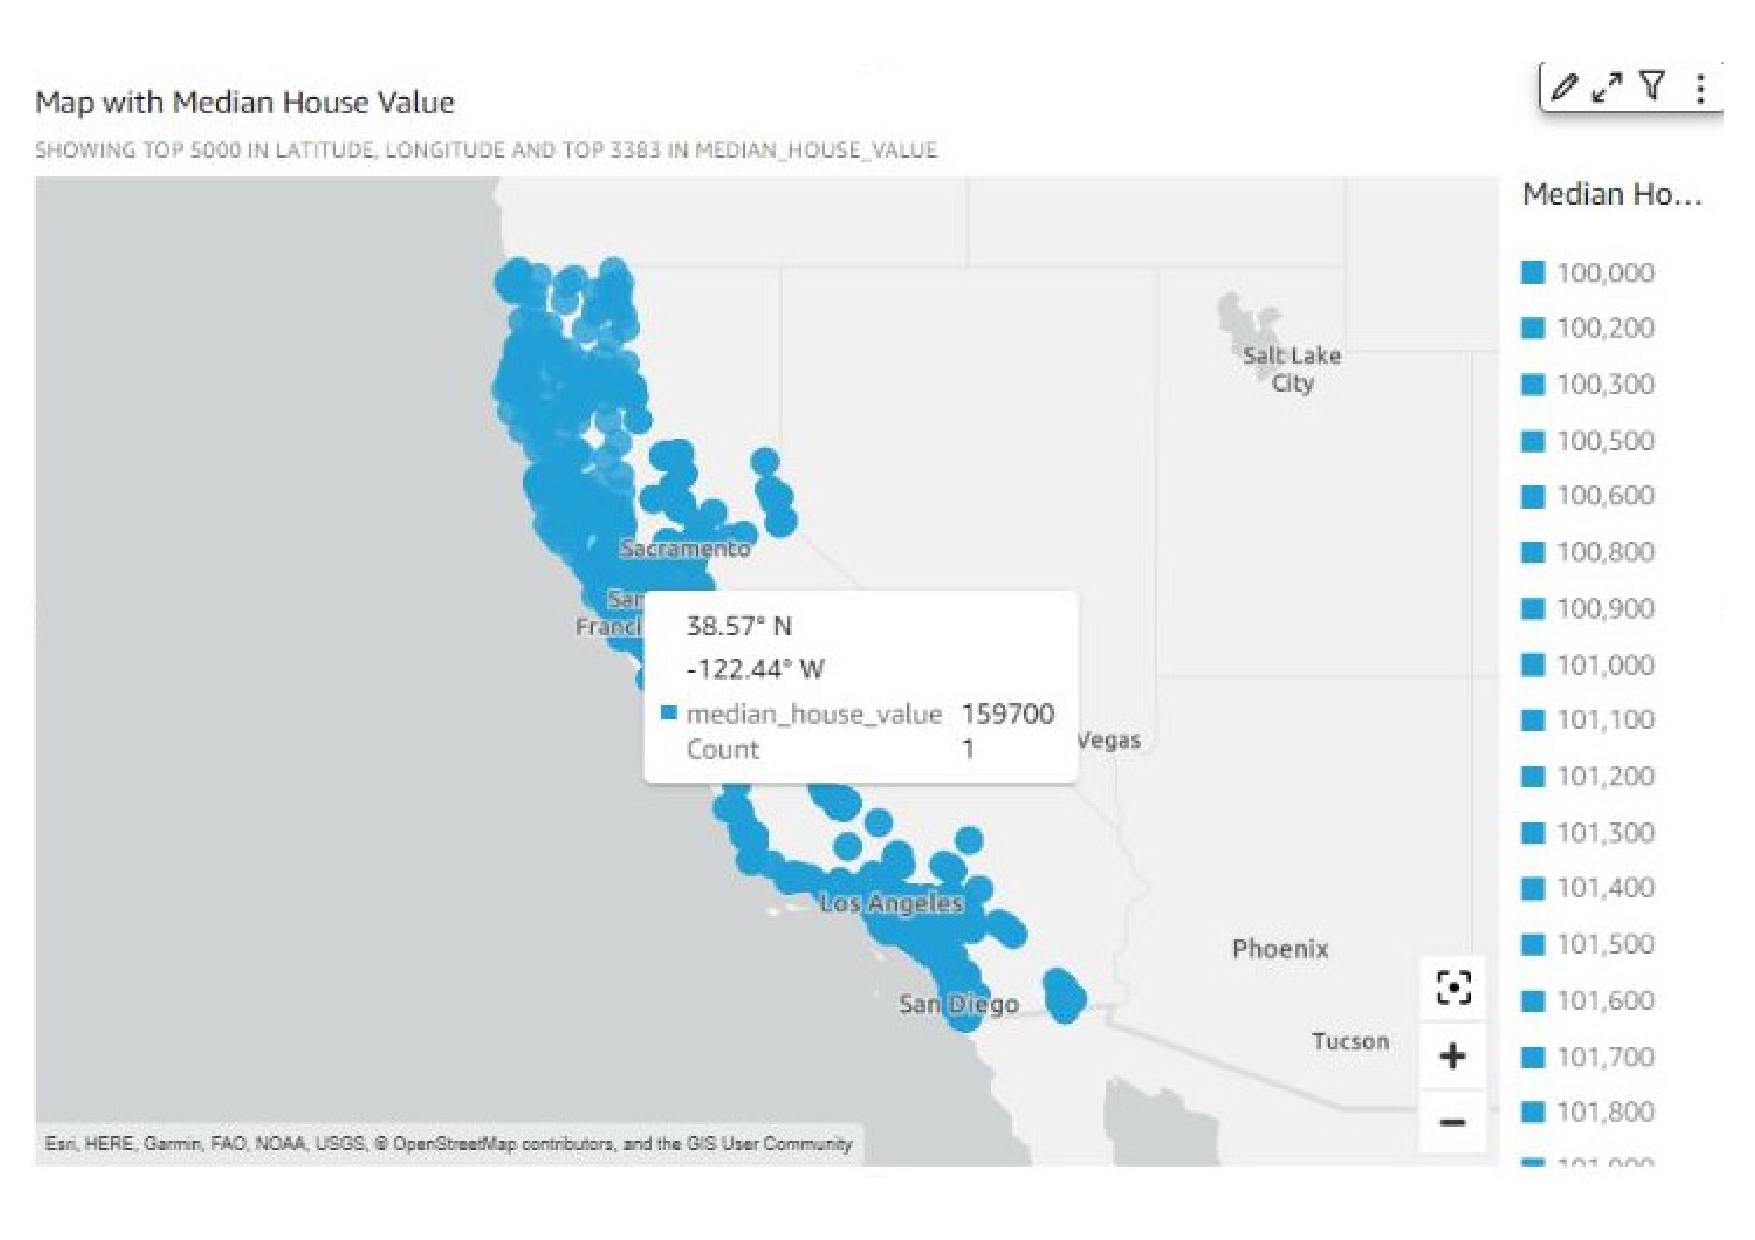 Map with Median House Value
SHOWING TOP 5000 IN LATITUDE, LONGITUDE AND TOP 3383 IN MEDIAN_HOUSE_VALUE
Median Ho...
100,000
100,200
100,300
100,500
100,600
100,800
100,900
101,000
101,100
101,200
101,300
101,400
101,500
101,600
101,700
101,800
Salt Lake
City
Sacramento
San
Franci
38.57° N
-122.44° W
median_house_value 159700
Count 1
Vegas
Los Angeles
Phoenix
San Diego
Tucson
Esri, HERE, Garmin, FAO, NOAA, USGS, © OpenStreetMap contributors, and the GIS User Community